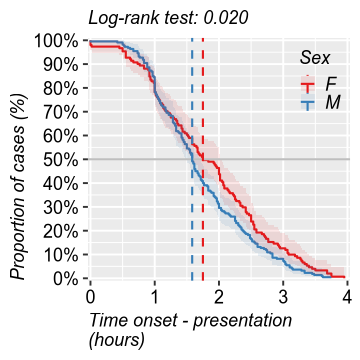 Log-rank test: 0.020
Proportion of cases (%)
100%
90%
80%
70%
60%
50%
40%
30%
20%
10%
0%
Sex
F
M
0 1 2 3 4
Time onset - presentation
(hours)